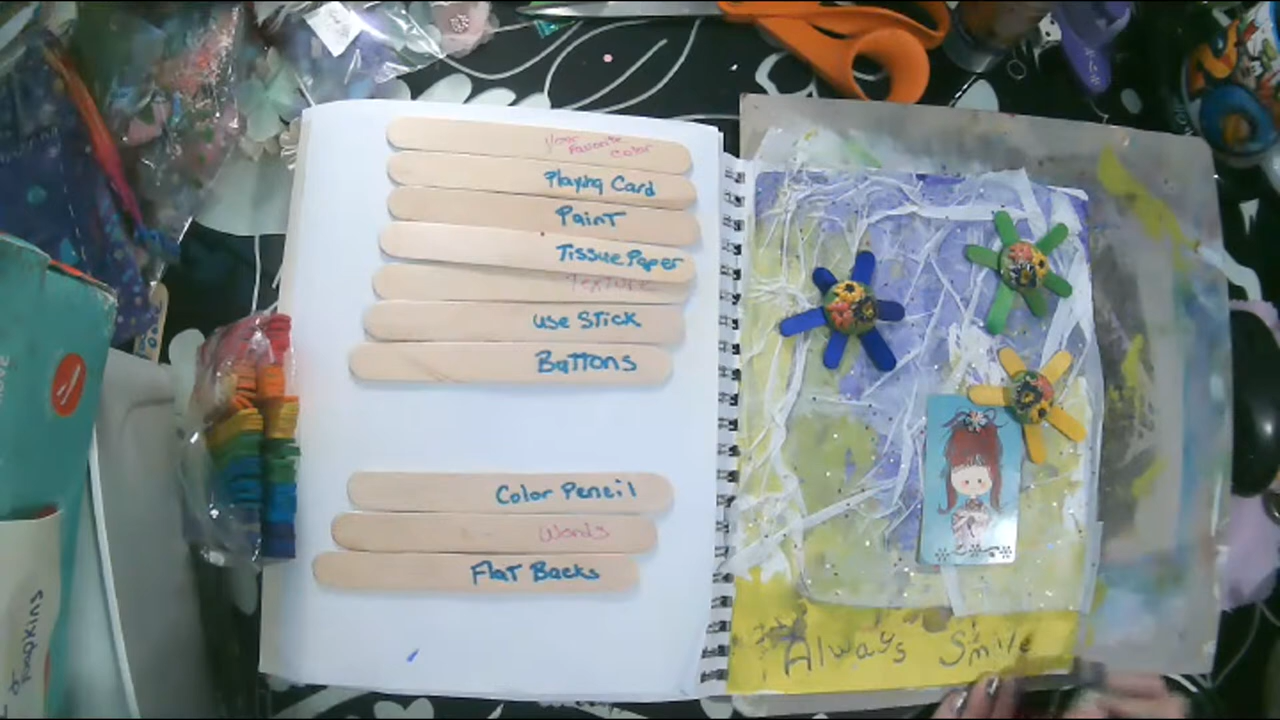 Your
Favorite
Color
Playing Card
Paint
Tissue Paper
Texture
Use Stick
Buttons
Color Pencil
Words
Flat Backs
Always Smile
Pumpkins